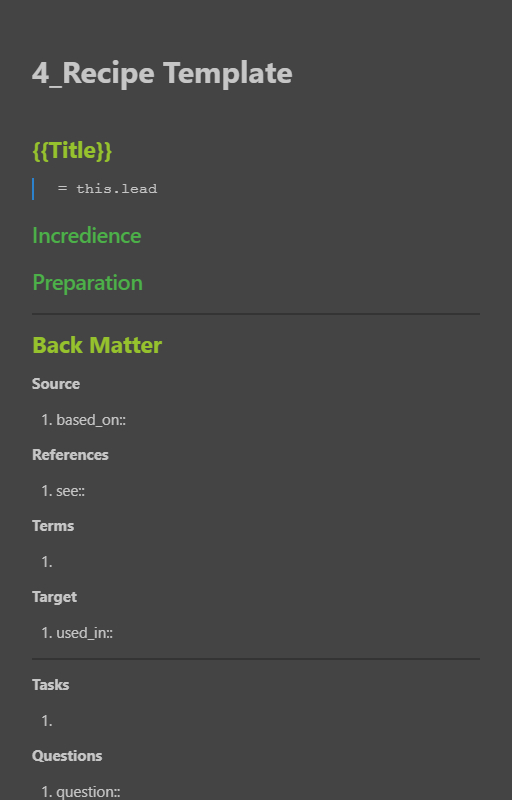 4_Recipe Template
{{Title}}
= this.lead
Incredience
Preparation
Back Matter
Source
1. based_on::
References
1. see::
Terms
1.
Target
1. used_in::
Tasks
1.
Questions
1. question::